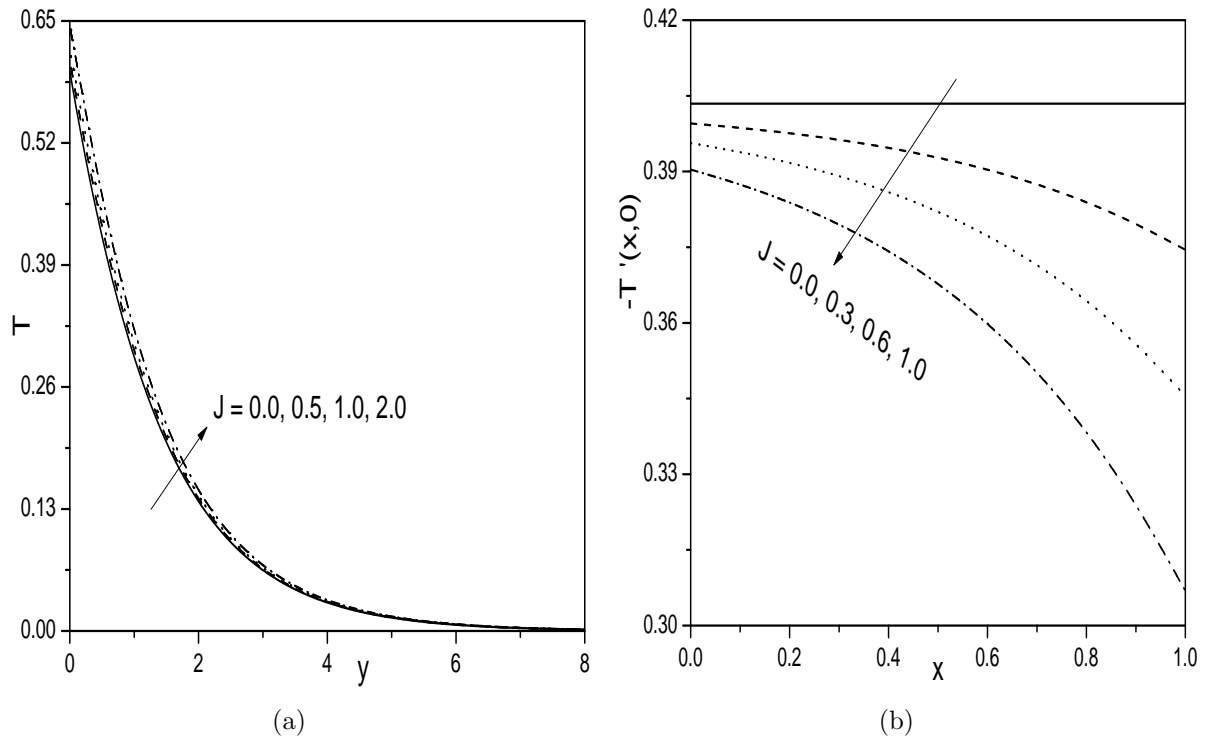 0.65
0.52
0.39
0.26
0.13
0.00
T
J = 0.0, 0.5, 1.0, 2.0
0 2 4 6 8
y
(a)
0.42
0.39
0.36
0.33
0.30
-T '(x,0)
J = 0.0, 0.3, 0.6, 1.0
0.0 0.2 0.4 0.6 0.8 1.0
x
(b)